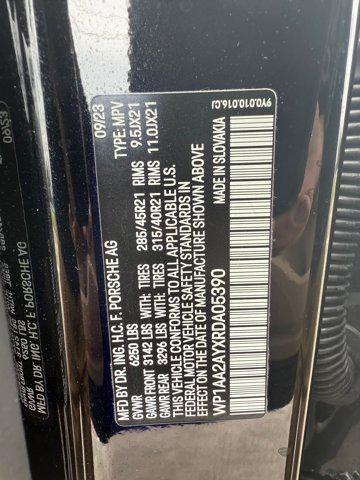 09/23
MFD BY DR. ING. H.C. F. PORSCHE AG TYPE: MPV
GVWR 6250 LBS
GAWR FRONT 3142 LBS WITH: TIRES 285/45R21 RIMS 9.5JX21
GAWR REAR 3296 LBS WITH: TIRES 315/40R21 RIMS 11.0JX21
THIS VEHICLE CONFORMS TO ALL APPLICABLE U.S.
FEDERAL MOTOR VEHICLE SAFETY STANDARDS IN
EFFECT ON THE DATE OF MANUFACTURE SHOWN ABOVE
WP1AA2AYXRDA05390 MADE IN SLOVAKIA
9Y0.010.016.CJ